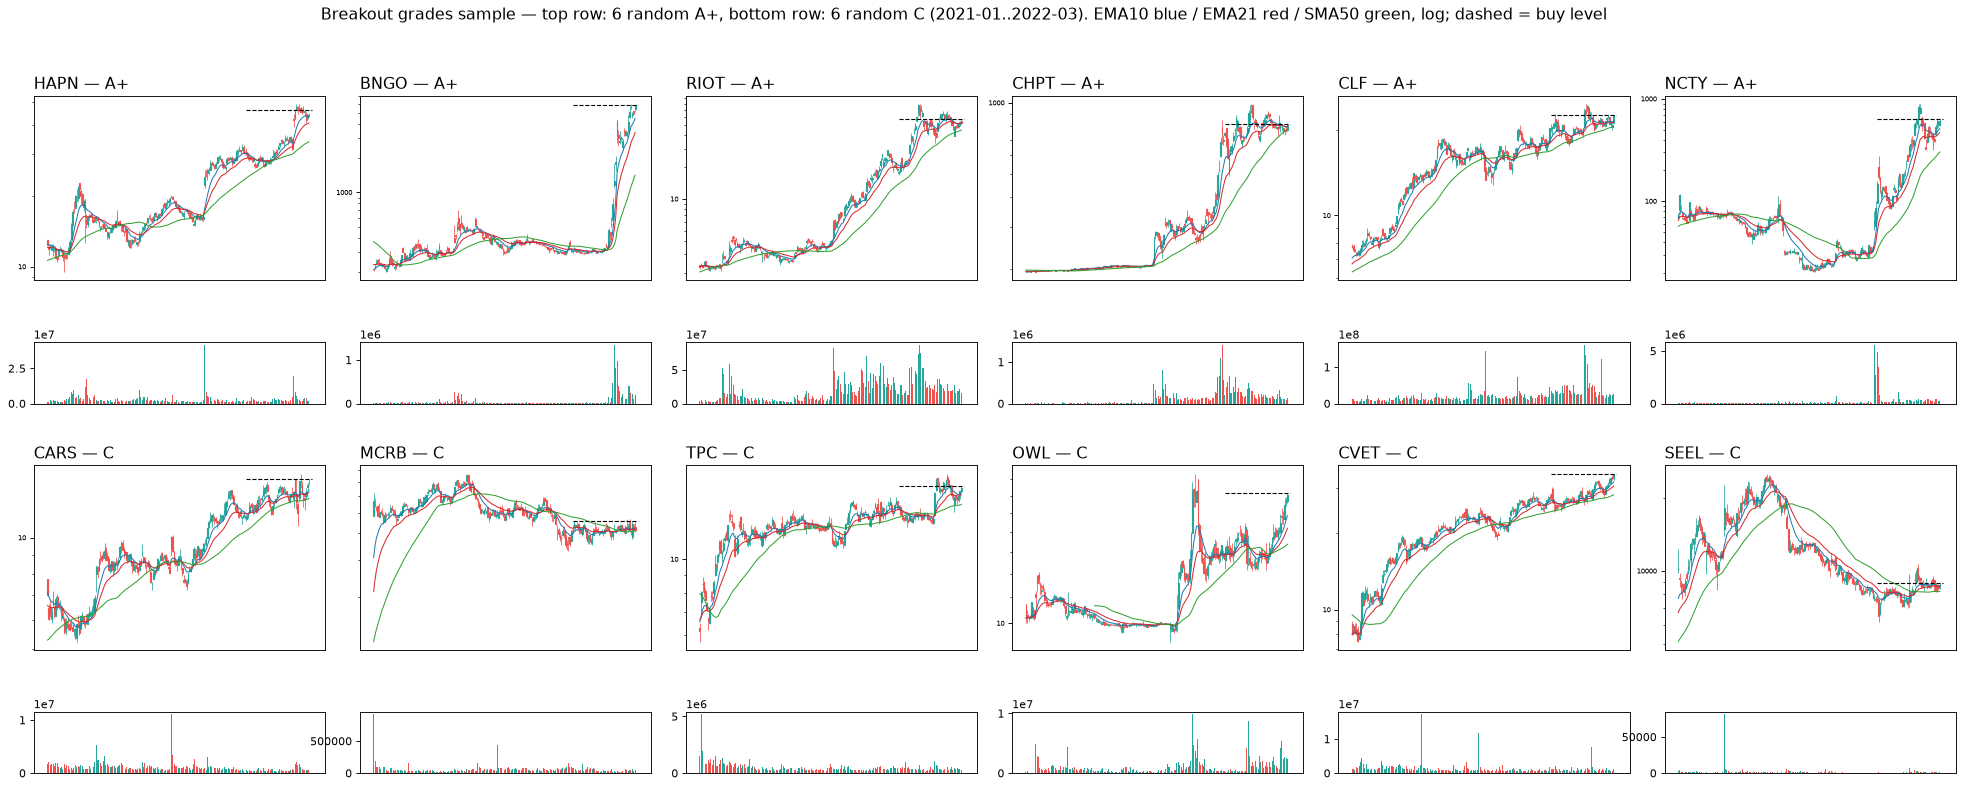 Breakout grades sample — top row: 6 random A+, bottom row: 6 random C (2021-01..2022-03). EMA10 blue / EMA21 red / SMA50 green, log; dashed = buy level
HAPN — A+
BNGO — A+
RIOT — A+
CHPT — A+
CLF — A+
NCTY — A+
10
1000
10
1000
10
1000
100
1e7
2.5
0.0
1e6
1
0
1e7
5
0
1e6
1
0
1e8
1
0
1e6
5
0
CARS — C
MCRB — C
TPC — C
OWL — C
CVET — C
SEEL — C
10
10
10
10
10000
1e7
1
0
500000
0
1e6
5
0
1e7
1
0
1e7
1
0
50000
0